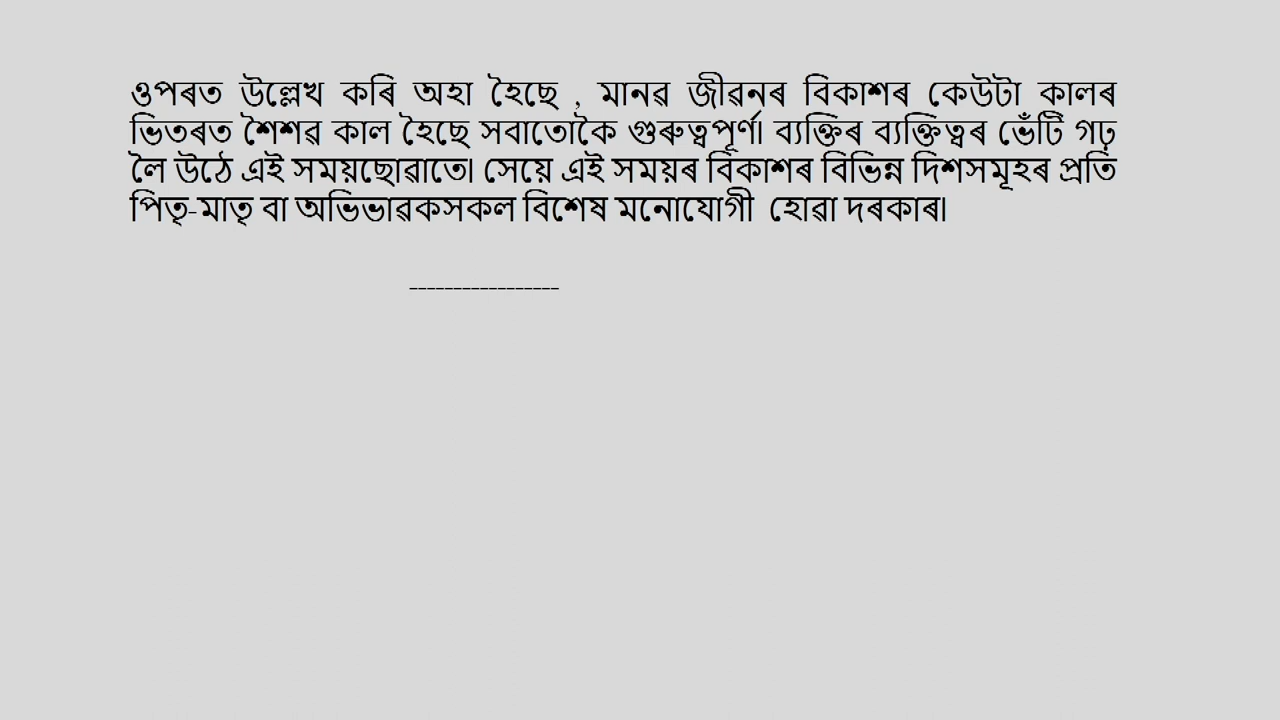 ওপৰত উল্লেখ কৰি অহা হৈছে , মানৱ জীৱনৰ বিকাশৰ কেউটা কালৰ
ভিতৰত শৈশৱ কাল হৈছে সবাতোকৈ গুৰুত্বপূৰ্ণ। ব্যক্তিৰ ব্যক্তিত্বৰ ভেঁটি গঢ়
লৈ উঠে এই সময়ছোৱাতে। সেয়ে এই সময়ৰ বিকাশৰ বিভিন্ন দিশসমূহৰ প্ৰতি
পিতৃ-মাতৃ বা অভিভাৱকসকল বিশেষ মনোযোগী হোৱা দৰকাৰ।
-----------------